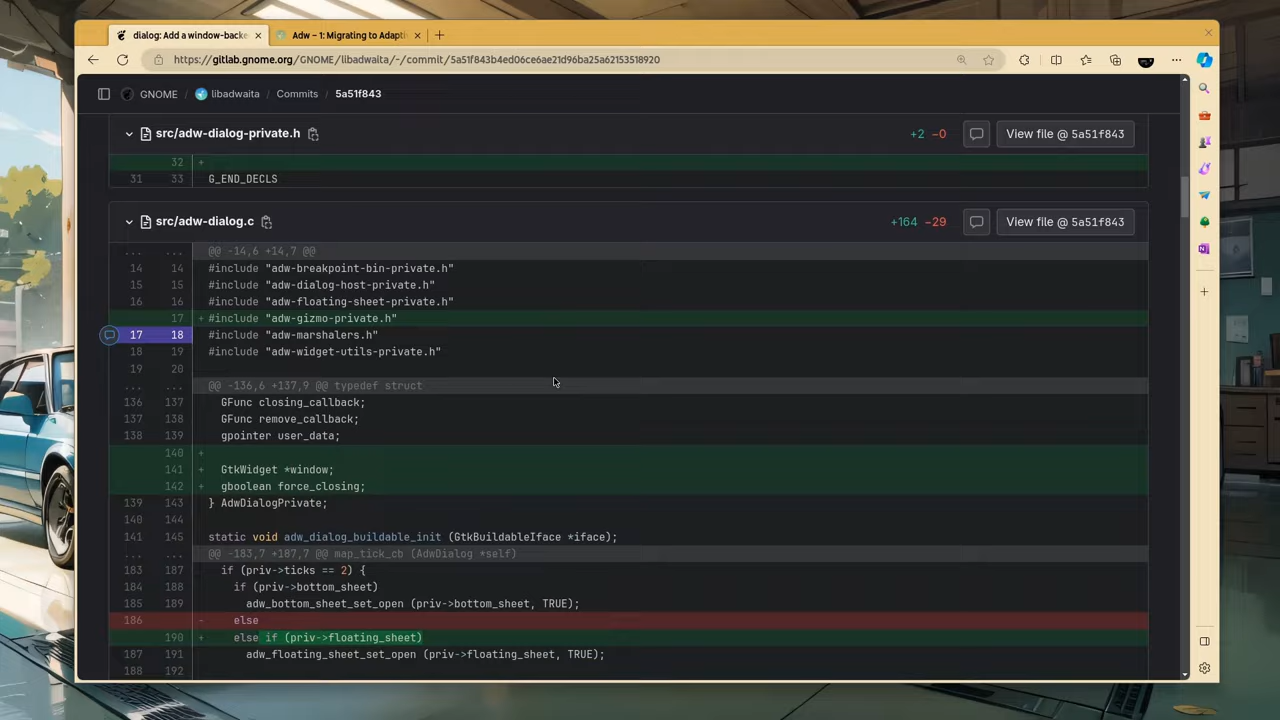 dialog: Add a window-backe
Adw – 1: Migrating to Adapti
https://gitlab.gnome.org/GNOME/libadwaita/-/commit/5a51f843b4ed06ce6ae21d96ba25a62153518920
GNOME
libadwaita
Commits
5a51f843
src/adw-dialog-private.h
+2 −0
View file @ 5a51f843
32 +
31 33 G_END_DECLS
src/adw-dialog.c
+164 −29
View file @ 5a51f843
... ... @@ -14,6 +14,7 @@
14 14 #include "adw-breakpoint-bin-private.h"
15 15 #include "adw-dialog-host-private.h"
16 16 #include "adw-floating-sheet-private.h"
17 + #include "adw-gizmo-private.h"
17 18 #include "adw-marshalers.h"
18 19 #include "adw-widget-utils-private.h"
19 20
... ... @@ -136,6 +137,9 @@ typedef struct
136 137 GFunc closing_callback;
137 138 GFunc remove_callback;
138 139 gpointer user_data;
140 +
141 + GtkWidget *window;
142 + gboolean force_closing;
139 143 } AdwDialogPrivate;
140 144
141 145 static void adw_dialog_buildable_init (GtkBuildableIface *iface);
... ... @@ -183,7 +187,7 @@ map_tick_cb (AdwDialog *self)
183 187 if (priv->ticks == 2) {
184 188 if (priv->bottom_sheet)
185 189 adw_bottom_sheet_set_open (priv->bottom_sheet, TRUE);
186 - else
190 + else if (priv->floating_sheet)
187 191 adw_floating_sheet_set_open (priv->floating_sheet, TRUE);
188 192